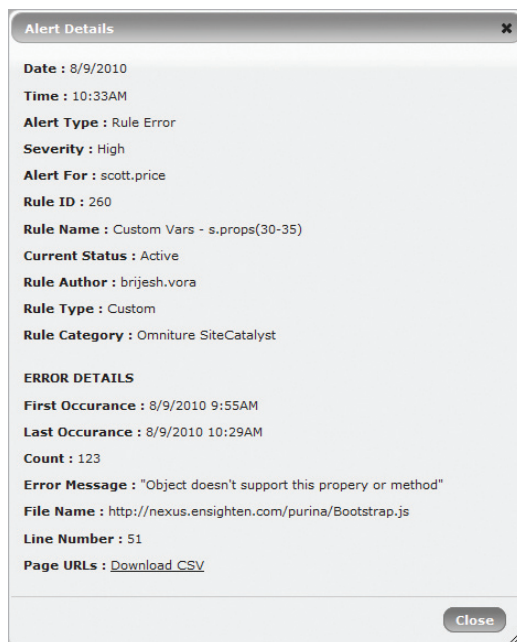 Alert Details
Date : 8/9/2010
Time : 10:33AM
Alert Type : Rule Error
Severity : High
Alert For : scott.price
Rule ID : 260
Rule Name : Custom Vars - s.props(30-35)
Current Status : Active
Rule Author : brijesh.vora
Rule Type : Custom
Rule Category : Omniture SiteCatalyst
ERROR DETAILS
First Occurance : 8/9/2010 9:55AM
Last Occurance : 8/9/2010 10:29AM
Count : 123
Error Message : "Object doesn't support this propery or method"
File Name : http://nexus.ensighten.com/purina/Bootstrap.js
Line Number : 51
Page URLs : Download CSV
Close